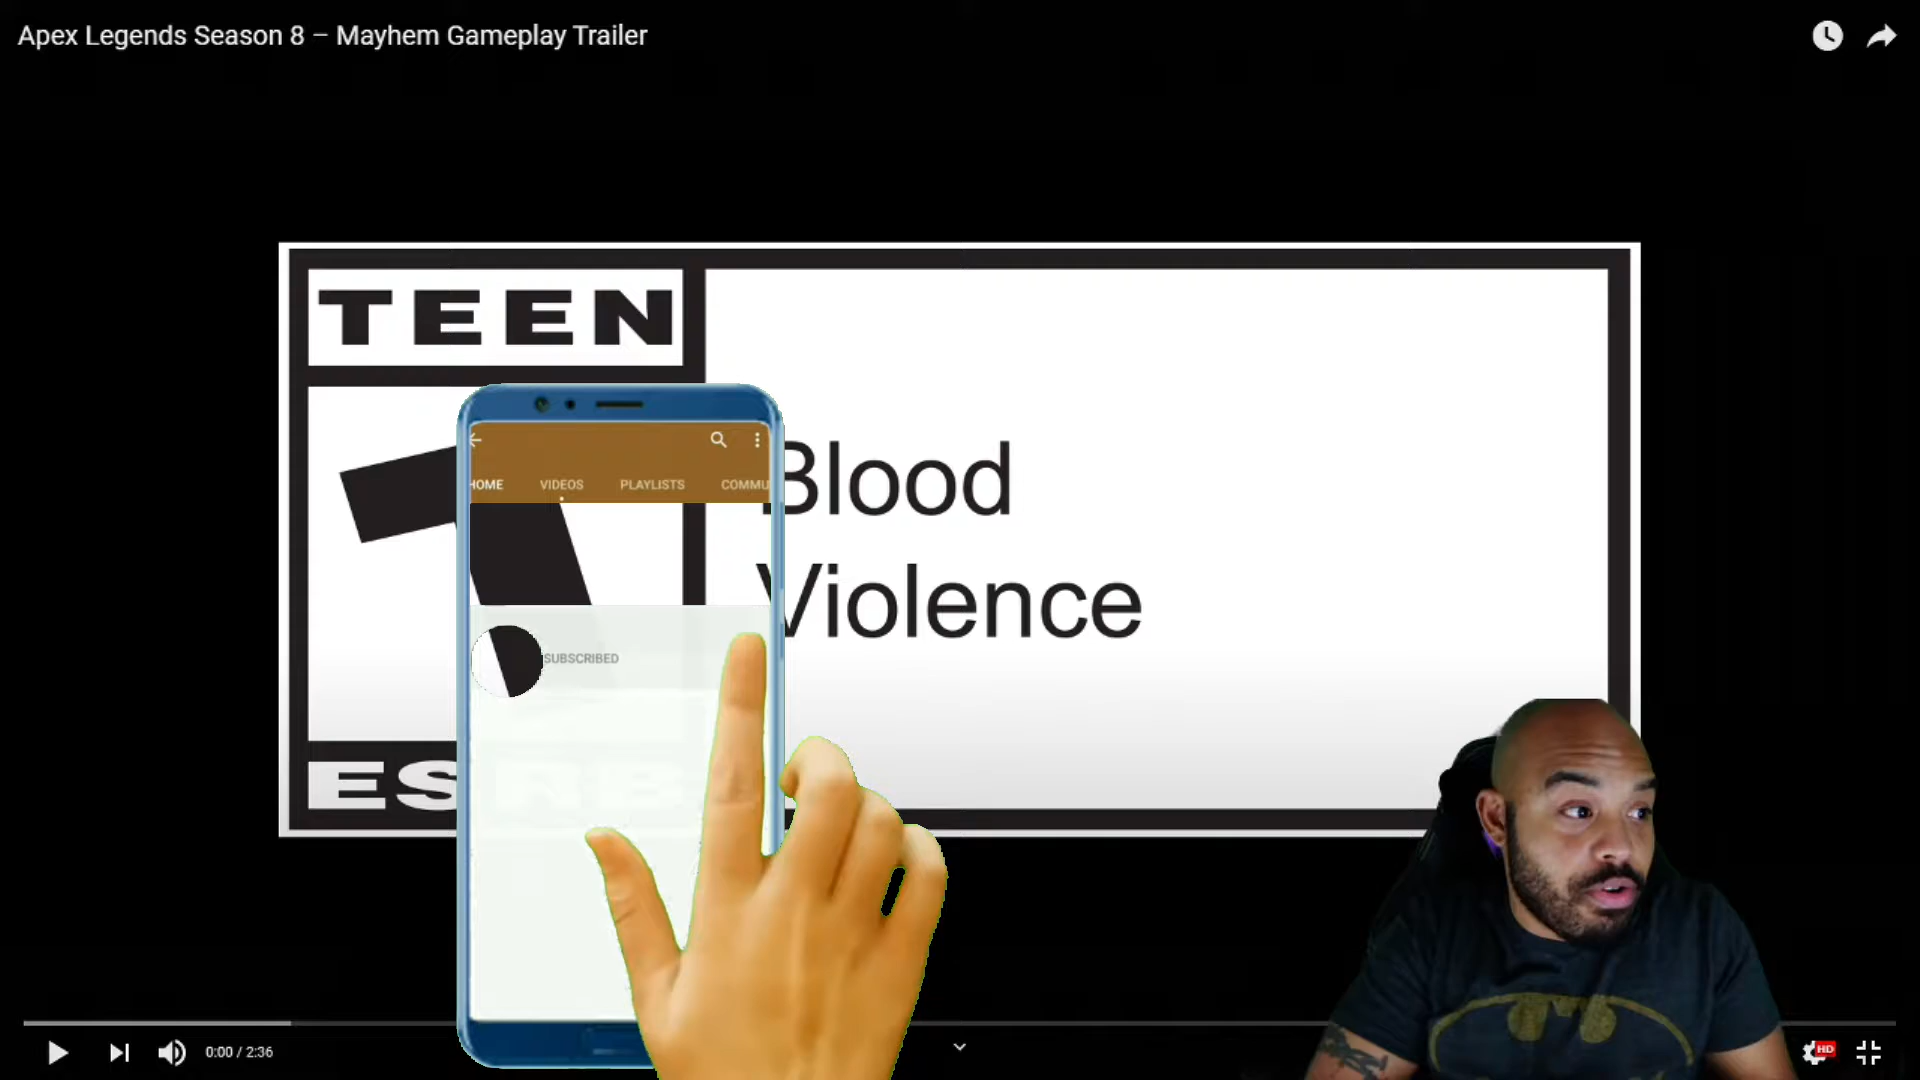 Apex Legends Season 8 – Mayhem Gameplay Trailer
TEEN
Blood
Violence
ESRB
HOME VIDEOS PLAYLISTS COMMU
SUBSCRIBED
0:00 / 2:36
HD